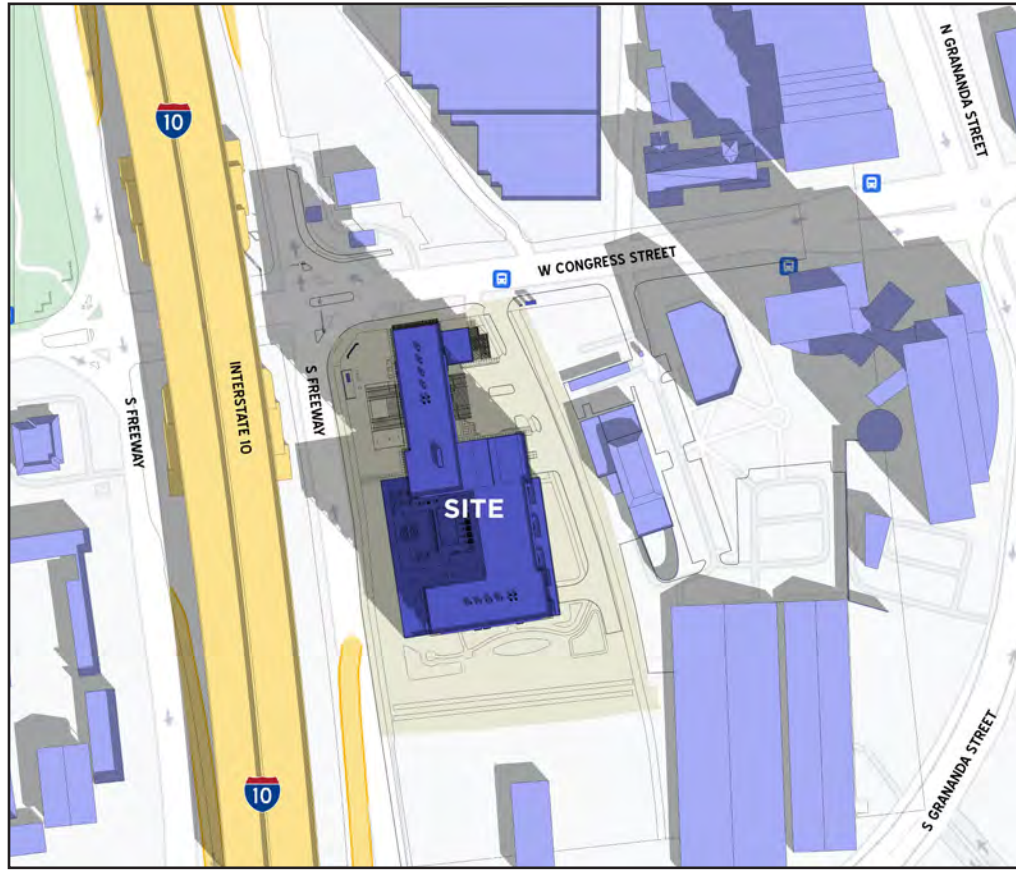 N GRANANDA STREET
10
W CONGRESS STREET
INTERSTATE 10
S FREEWAY
S FREEWAY
SITE
10
S GRANANDA STREET